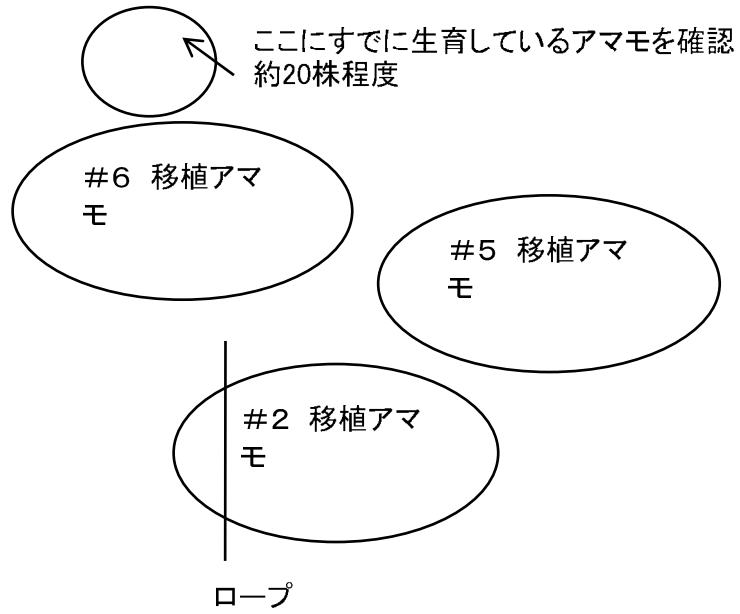 ここにすでに生育しているアマモを確認
約20株程度
＃6　移植アマ
モ
＃5　移植アマ
モ
＃2　移植アマ
モ
ロープ